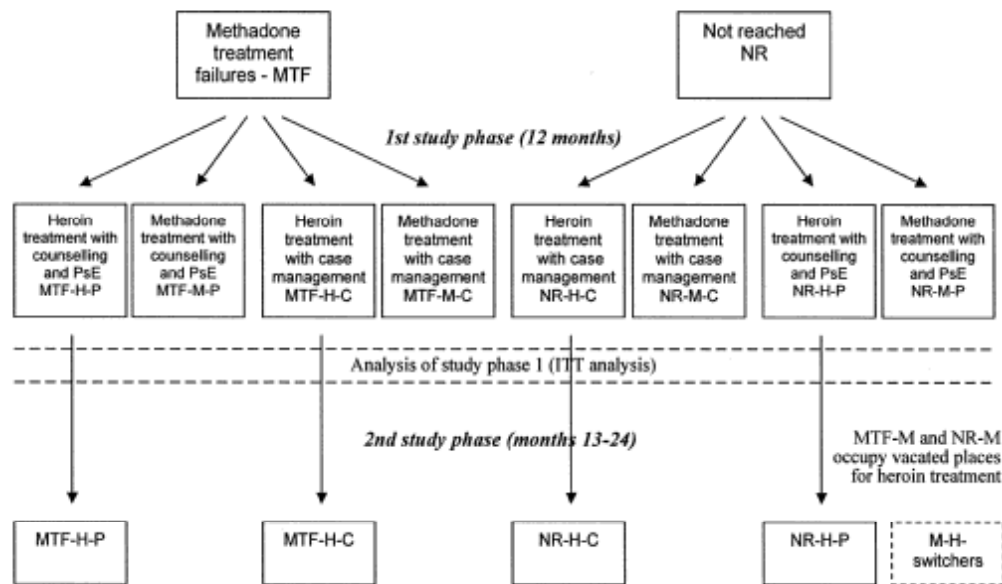 Methadone
treatment
failures - MTF
Not reached
NR
1st study phase (12 months)
Heroin
treatment with
counselling
and PsE
MTF-H-P
Methadone
treatment with
counselling
and PsE
MTF-M-P
Heroin
treatment
with case
management
MTF-H-C
Methadone
treatment
with case
management
MTF-M-C
Heroin
treatment
with case
management
NR-H-C
Methadone
treatment
with case
management
NR-M-C
Heroin
treatment with
counselling
and PsE
NR-H-P
Methadone
treatment with
counselling
and PsE
NR-M-P
Analysis of study phase 1 (ITT analysis)
2nd study phase (months 13-24)
MTF-M and NR-M
occupy vacated places
for heroin treatment
MTF-H-P
MTF-H-C
NR-H-C
NR-H-P
M-H-
switchers